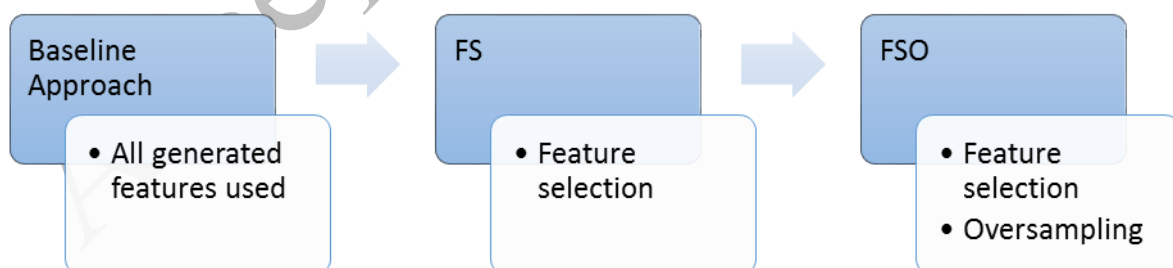 Baseline
Approach
• All generated
features used
FS
• Feature
selection
FSO
• Feature
selection
• Oversampling